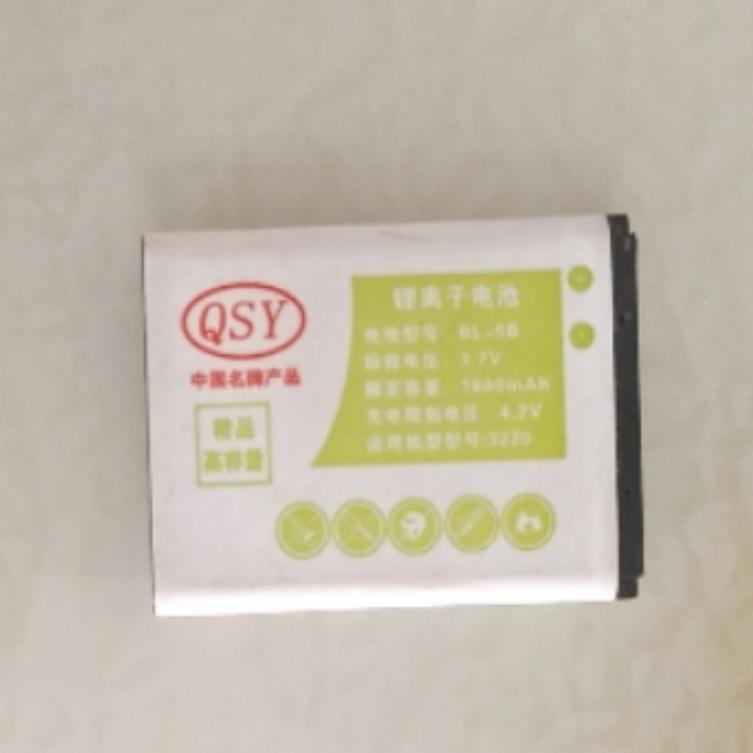 QSY
中国名牌产品
精品
高容量
锂离子电池
电池型号: BL-5B
标称电压: 3.7V
额定容量: 1800mAh
充电限制电压: 4.2V
适用机型型号:3220
+
-